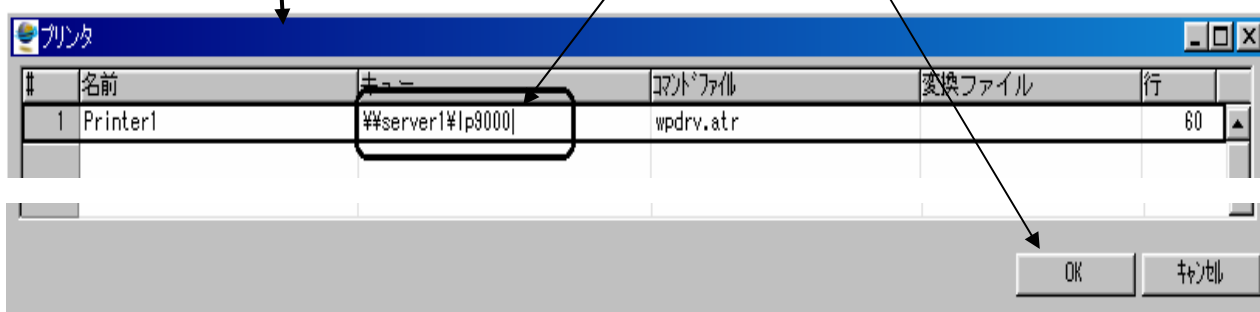 プリンタ
# 名前 キュー コマンドファイル 変換ファイル 行
1 Printer1 ¥¥server1¥lp9000 wpdrv.atr 60
OK キャンセル